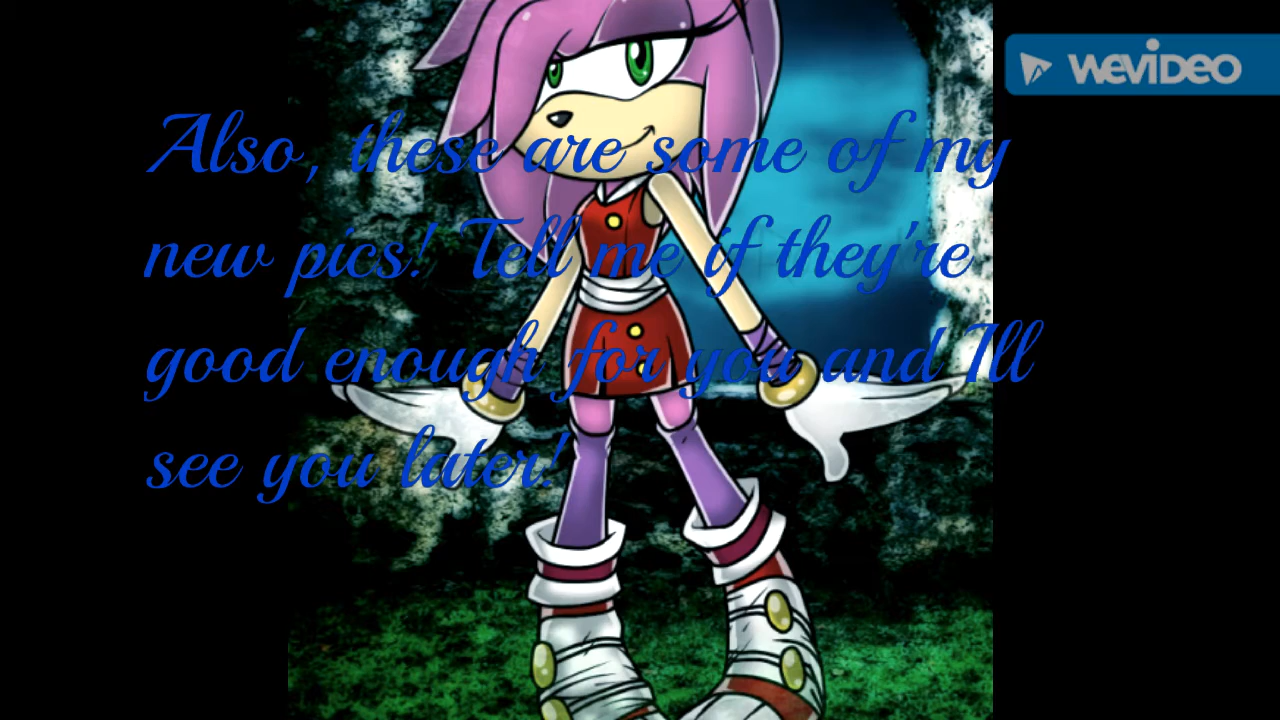 WEVIDEO
Also, these are some of my
new pics! Tell me if they're
good enough for you and Ill
see you later!